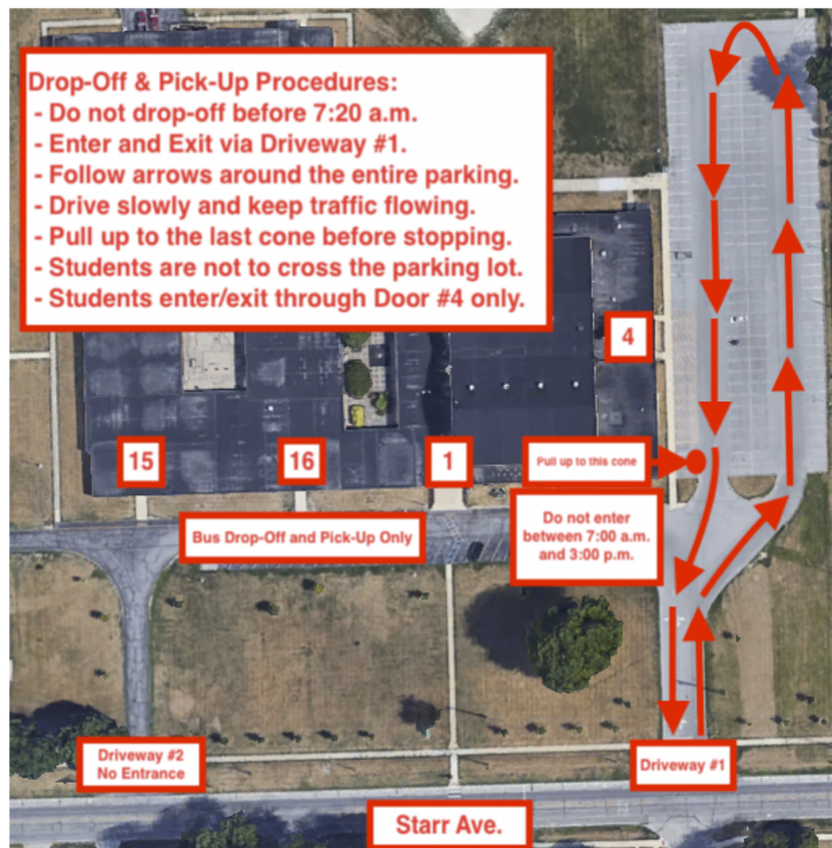 Drop-Off & Pick-Up Procedures:
- Do not drop-off before 7:20 a.m.
- Enter and Exit via Driveway #1.
- Follow arrows around the entire parking.
- Drive slowly and keep traffic flowing.
- Pull up to the last cone before stopping.
- Students are not to cross the parking lot.
- Students enter/exit through Door #4 only.
4
15
16
1
Pull up to this cone
Bus Drop-Off and Pick-Up Only
Do not enter
between 7:00 a.m.
and 3:00 p.m.
Driveway #2
No Entrance
Driveway #1
Starr Ave.